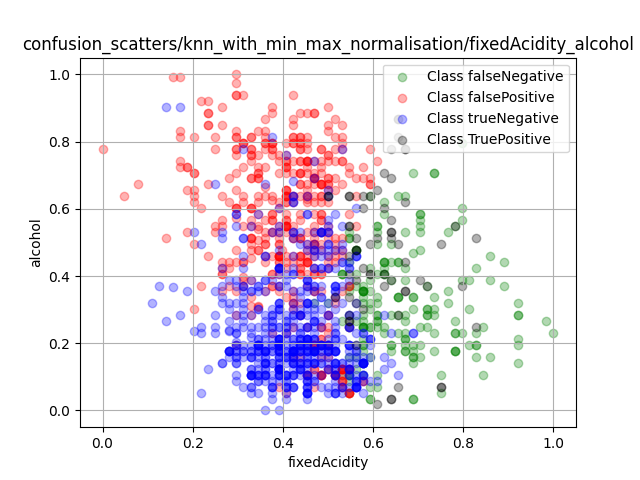 confusion_scatters/knn_with_min_max_normalisation/fixedAcidity_alcohol
Class falseNegative
Class falsePositive
Class trueNegative
Class TruePositive
1.0
0.8
0.6
0.4
0.2
0.0
alcohol
0.0 0.2 0.4 0.6 0.8 1.0
fixedAcidity